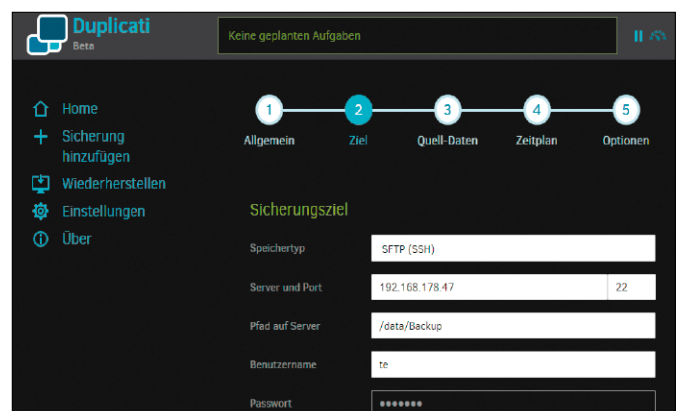 Duplicati
Beta
Keine geplanten Aufgaben
Home
Sicherung
hinzufügen
Wiederherstellen
Einstellungen
Über
1 2 3 4 5
Allgemein Ziel Quell-Daten Zeitplan Optionen
Sicherungsziel
Speichertyp SFTP (SSH)
Server und Port 192.168.178.47 22
Pfad auf Server /data/Backup
Benutzername te
Passwort •••••••